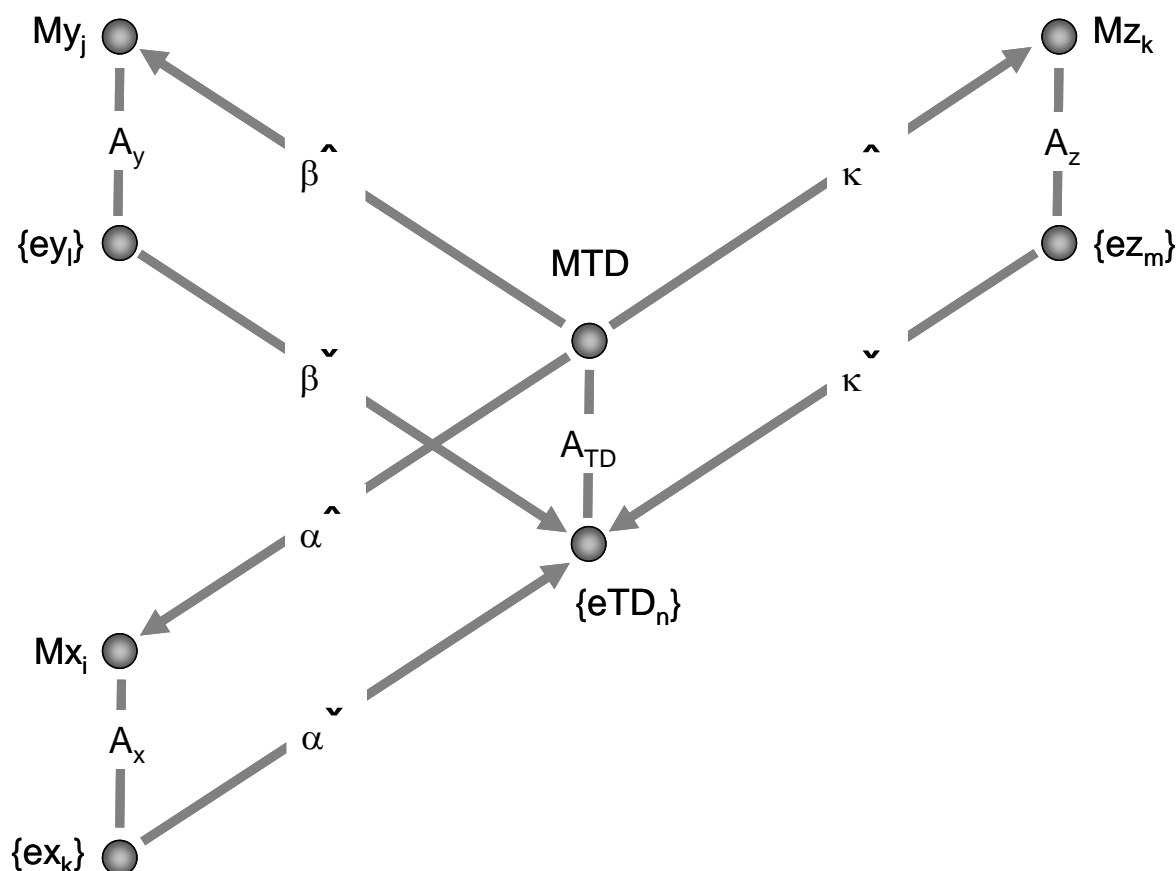 My_j
Mz_k
A_y
A_z
β^
κ^
{ey_l}
{ez_m}
MTD
βˇ
κˇ
A_TD
α^
{eTD_n}
Mx_i
αˇ
A_x
{ex_k}